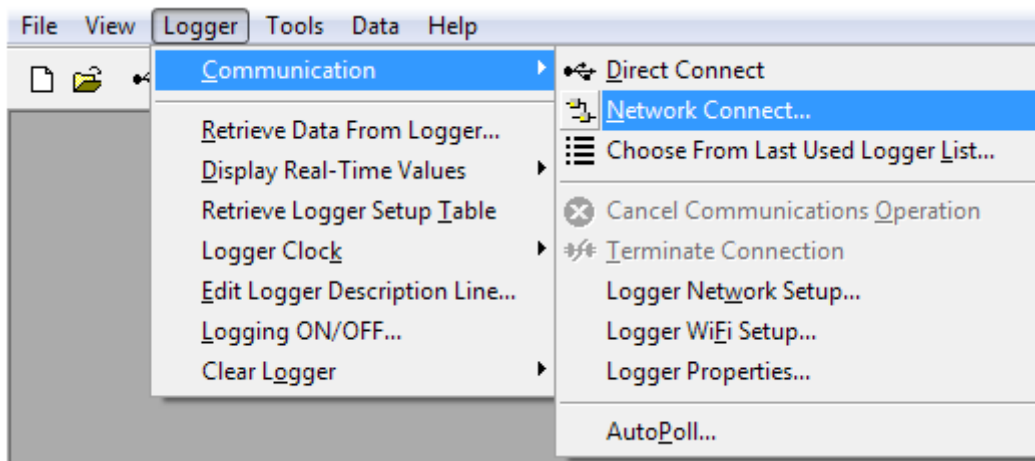 File View Logger Tools Data Help
Communication
Retrieve Data From Logger...
Display Real-Time Values
Retrieve Logger Setup Table
Logger Clock
Edit Logger Description Line...
Logging ON/OFF...
Clear Logger
Direct Connect
Network Connect...
Choose From Last Used Logger List...
Cancel Communications Operation
Terminate Connection
Logger Network Setup...
Logger WiFi Setup...
Logger Properties...
AutoPoll...